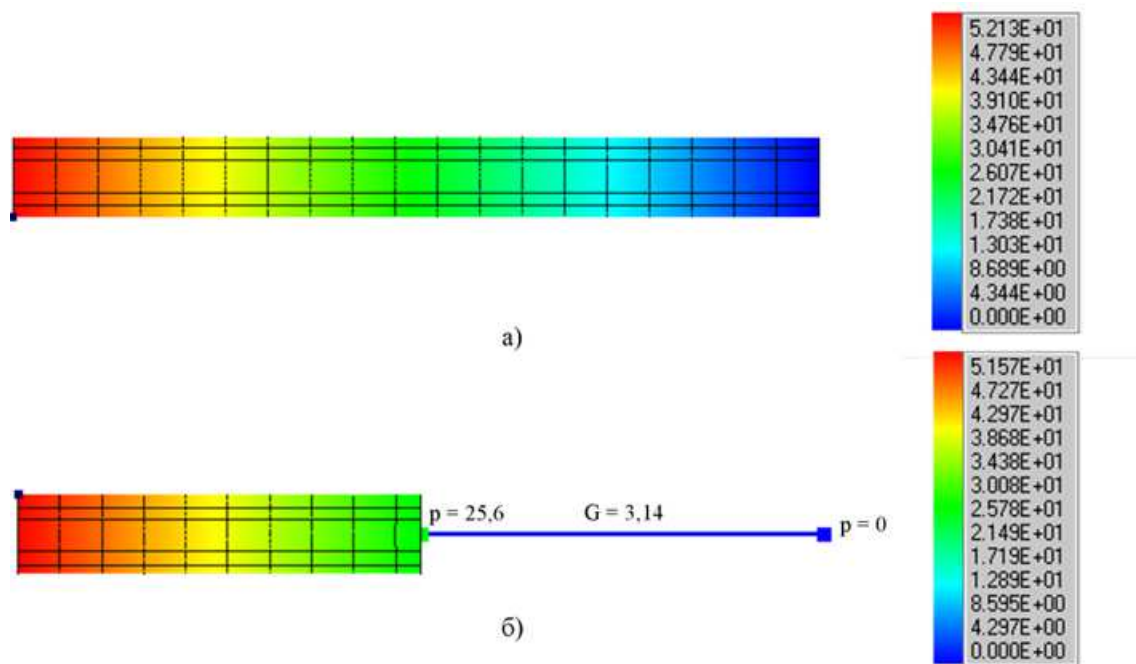 5.213E+01
4.779E+01
4.344E+01
3.910E+01
3.476E+01
3.041E+01
2.607E+01
2.172E+01
1.738E+01
1.303E+01
8.689E+00
4.344E+00
0.000E+00
а)
5.157E+01
4.727E+01
4.297E+01
3.868E+01
3.438E+01
3.008E+01
2.578E+01
2.149E+01
1.719E+01
1.289E+01
8.595E+00
4.297E+00
0.000E+00
p = 25,6 G = 3,14 p = 0
б)